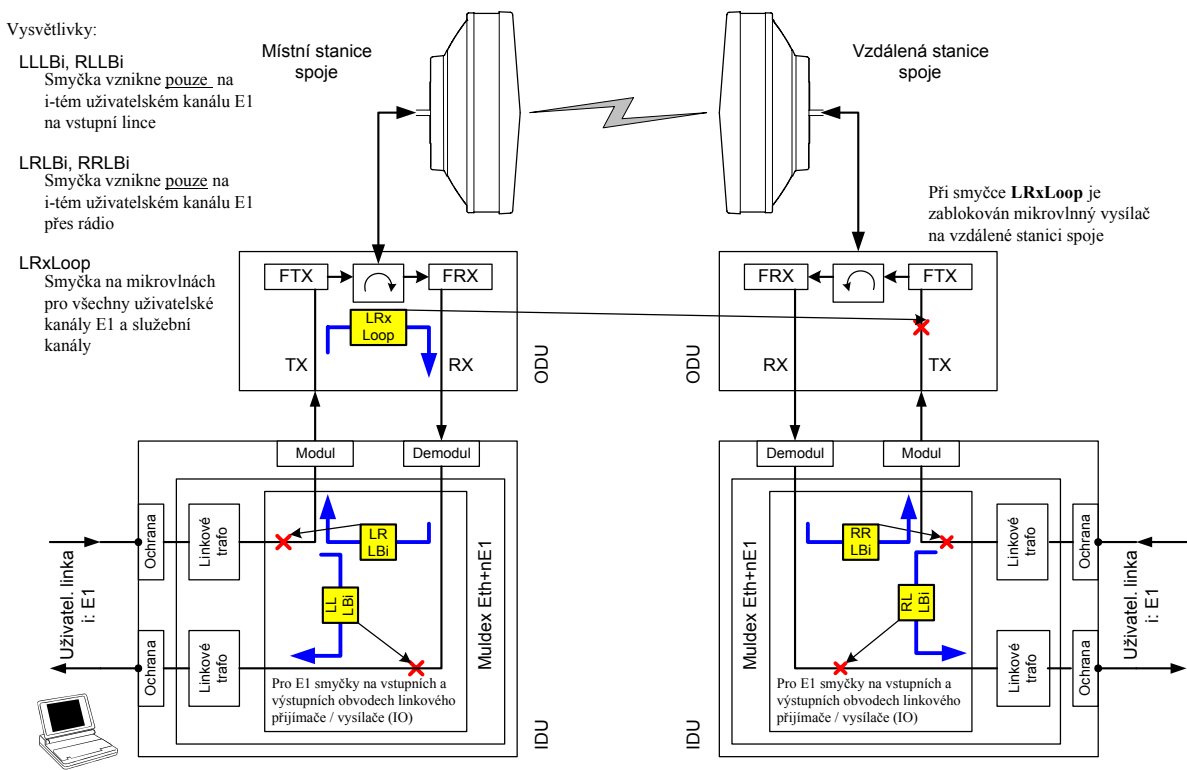 Vysvětlivky:
LLLBi, RLLBi
Smyčka vznikne pouze na
i-tém uživatelském kanálu E1
na vstupní lince
LRLBi, RRLBi
Smyčka vznikne pouze na
i-tém uživatelském kanálu E1
přes rádio
LRxLoop
Smyčka na mikrovlnách
pro všechny uživatelské
kanály E1 a služební
kanály
Místní stanice
spoje
Vzdálená stanice
spoje
Při smyčce LRxLoop je
zablokován mikrovlnný vysílač
na vzdálené stanici spoje
FTX
FRX
LRx
Loop
TX
RX
ODU
FRX
FTX
RX
TX
ODU
Modul
Demodul
Ochrana
Linkové
trafo
LR
LBi
LL
LBi
Uživatel. linka
i: E1
Ochrana
Linkové
trafo
Muldex Eth+nE1
Pro E1 smyčky na vstupních a
výstupních obvodech linkového
přijímače / vysílače (IO)
IDU
Demodul
Modul
RR
LBi
RL
LBi
Muldex Eth+nE1
Linkové
trafo
Ochrana
Uživatel. linka
i: E1
Linkové
trafo
Ochrana
Pro E1 smyčky na vstupních a
výstupních obvodech linkového
přijímače / vysílače (IO)
IDU